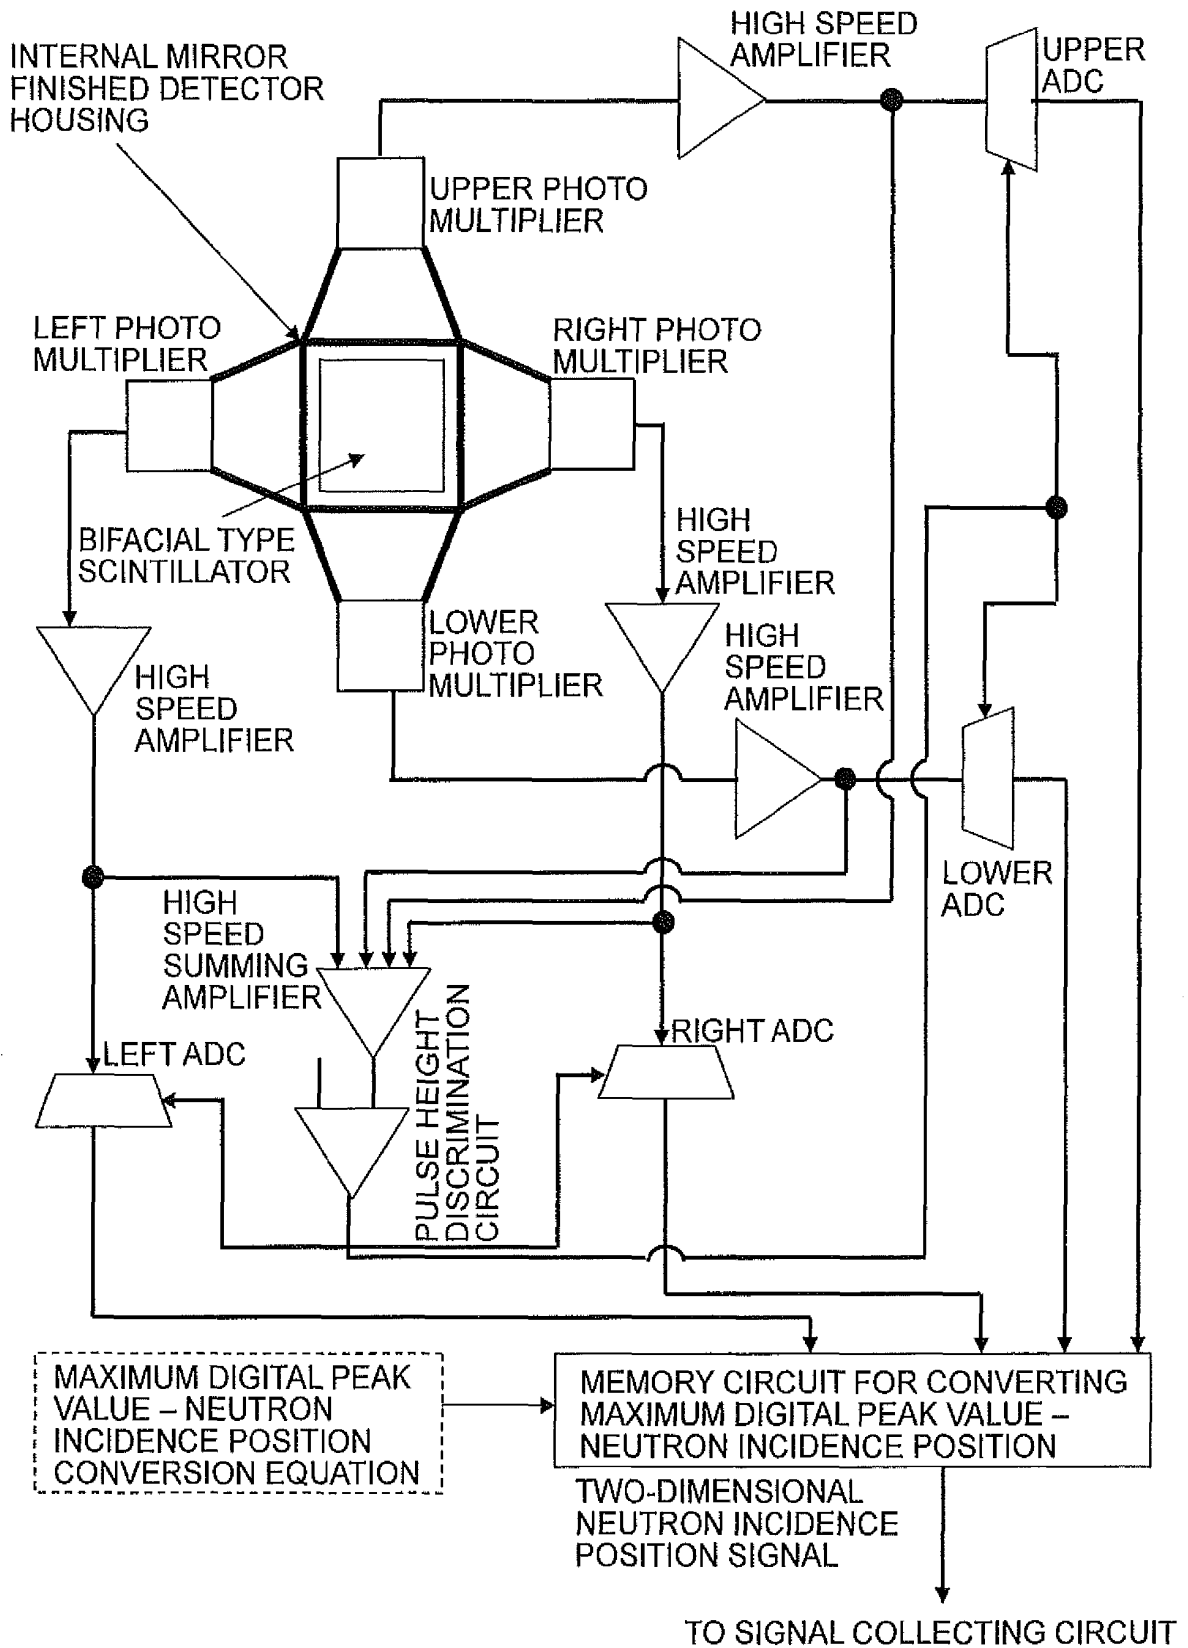 HIGH SPEED
AMPLIFIER
UPPER
ADC
INTERNAL MIRROR
FINISHED DETECTOR
HOUSING
UPPER PHOTO
MULTIPLIER
LEFT PHOTO
MULTIPLIER
RIGHT PHOTO
MULTIPLIER
BIFACIAL TYPE
SCINTILLATOR
HIGH
SPEED
AMPLIFIER
LOWER
PHOTO
MULTIPLIER
HIGH
SPEED
AMPLIFIER
HIGH
SPEED
AMPLIFIER
LOWER
ADC
HIGH
SPEED
SUMMING
AMPLIFIER
LEFT ADC
PULSE HEIGHT
DISCRIMINATION
CIRCUIT
RIGHT ADC
MAXIMUM DIGITAL PEAK
VALUE – NEUTRON
INCIDENCE POSITION
CONVERSION EQUATION
MEMORY CIRCUIT FOR CONVERTING
MAXIMUM DIGITAL PEAK VALUE –
NEUTRON INCIDENCE POSITION
TWO-DIMENSIONAL
NEUTRON INCIDENCE
POSITION SIGNAL
TO SIGNAL COLLECTING CIRCUIT